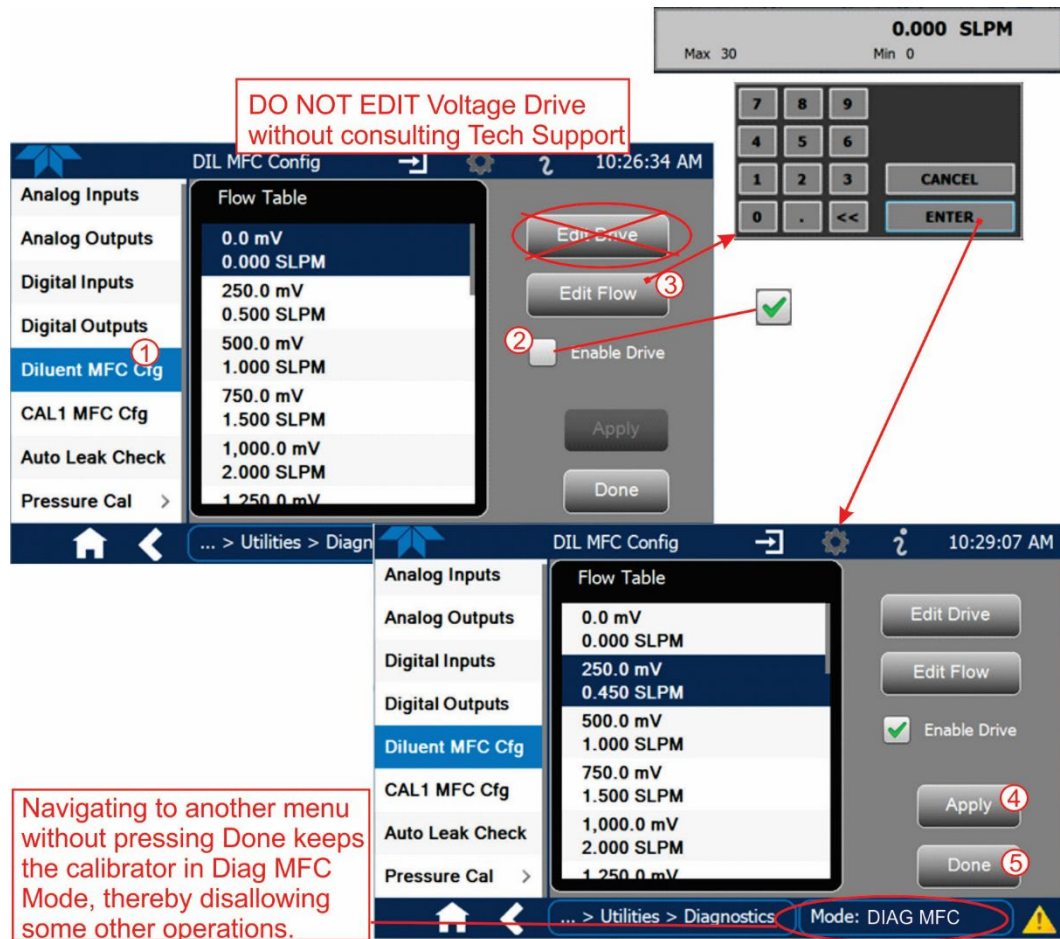 0.000 SLPM
Max 30 Min 0
7 8 9
4 5 6
1 2 3 CANCEL
0 . << ENTER
DO NOT EDIT Voltage Drive
without consulting Tech Support
DIL MFC Config 10:26:34 AM
Analog Inputs
Analog Outputs
Digital Inputs
Digital Outputs
1
Diluent MFC Cfg
CAL1 MFC Cfg
Auto Leak Check
Pressure Cal >
Flow Table
0.0 mV
0.000 SLPM
250.0 mV
0.500 SLPM
500.0 mV
1.000 SLPM
750.0 mV
1.500 SLPM
1,000.0 mV
2.000 SLPM
1,250.0 mV
Edit Drive
Edit Flow 3
2 Enable Drive
Apply
Done
... > Utilities > Diagn
DIL MFC Config 10:29:07 AM
Analog Inputs
Analog Outputs
Digital Inputs
Digital Outputs
Diluent MFC Cfg
CAL1 MFC Cfg
Auto Leak Check
Pressure Cal >
Flow Table
0.0 mV
0.000 SLPM
250.0 mV
0.450 SLPM
500.0 mV
1.000 SLPM
750.0 mV
1.500 SLPM
1,000.0 mV
2.000 SLPM
1,250.0 mV
Edit Drive
Edit Flow
Enable Drive
Apply 4
Done 5
... > Utilities > Diagnostics Mode: DIAG MFC
Navigating to another menu
without pressing Done keeps
the calibrator in Diag MFC
Mode, thereby disallowing
some other operations.